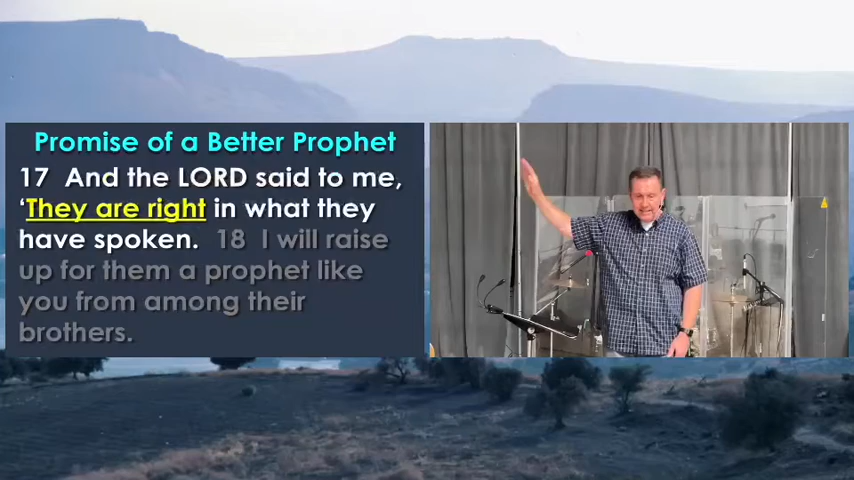 Promise of a Better Prophet
17 And the LORD said to me,
‘They are right in what they
have spoken. 18 I will raise
up for them a prophet like
you from among their
brothers.